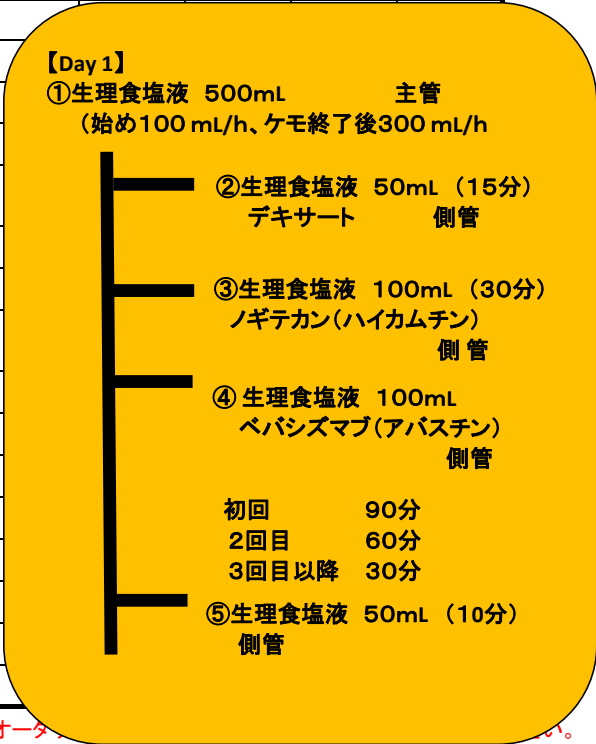 【Day 1】
①生理食塩液 500mL 主管
(始め100 mL/h、ケモ終了後300 mL/h
②生理食塩液 50mL (15分)
デキサート 側管
③生理食塩液 100mL (30分)
ノギテカン(ハイカムチン)
側 管
④ 生理食塩液 100mL
ベバシズマブ(アバスチン)
側管
初回 90分
2回目 60分
3回目以降 30分
⑤生理食塩液 50mL (10分)
側管
オーダ
い。